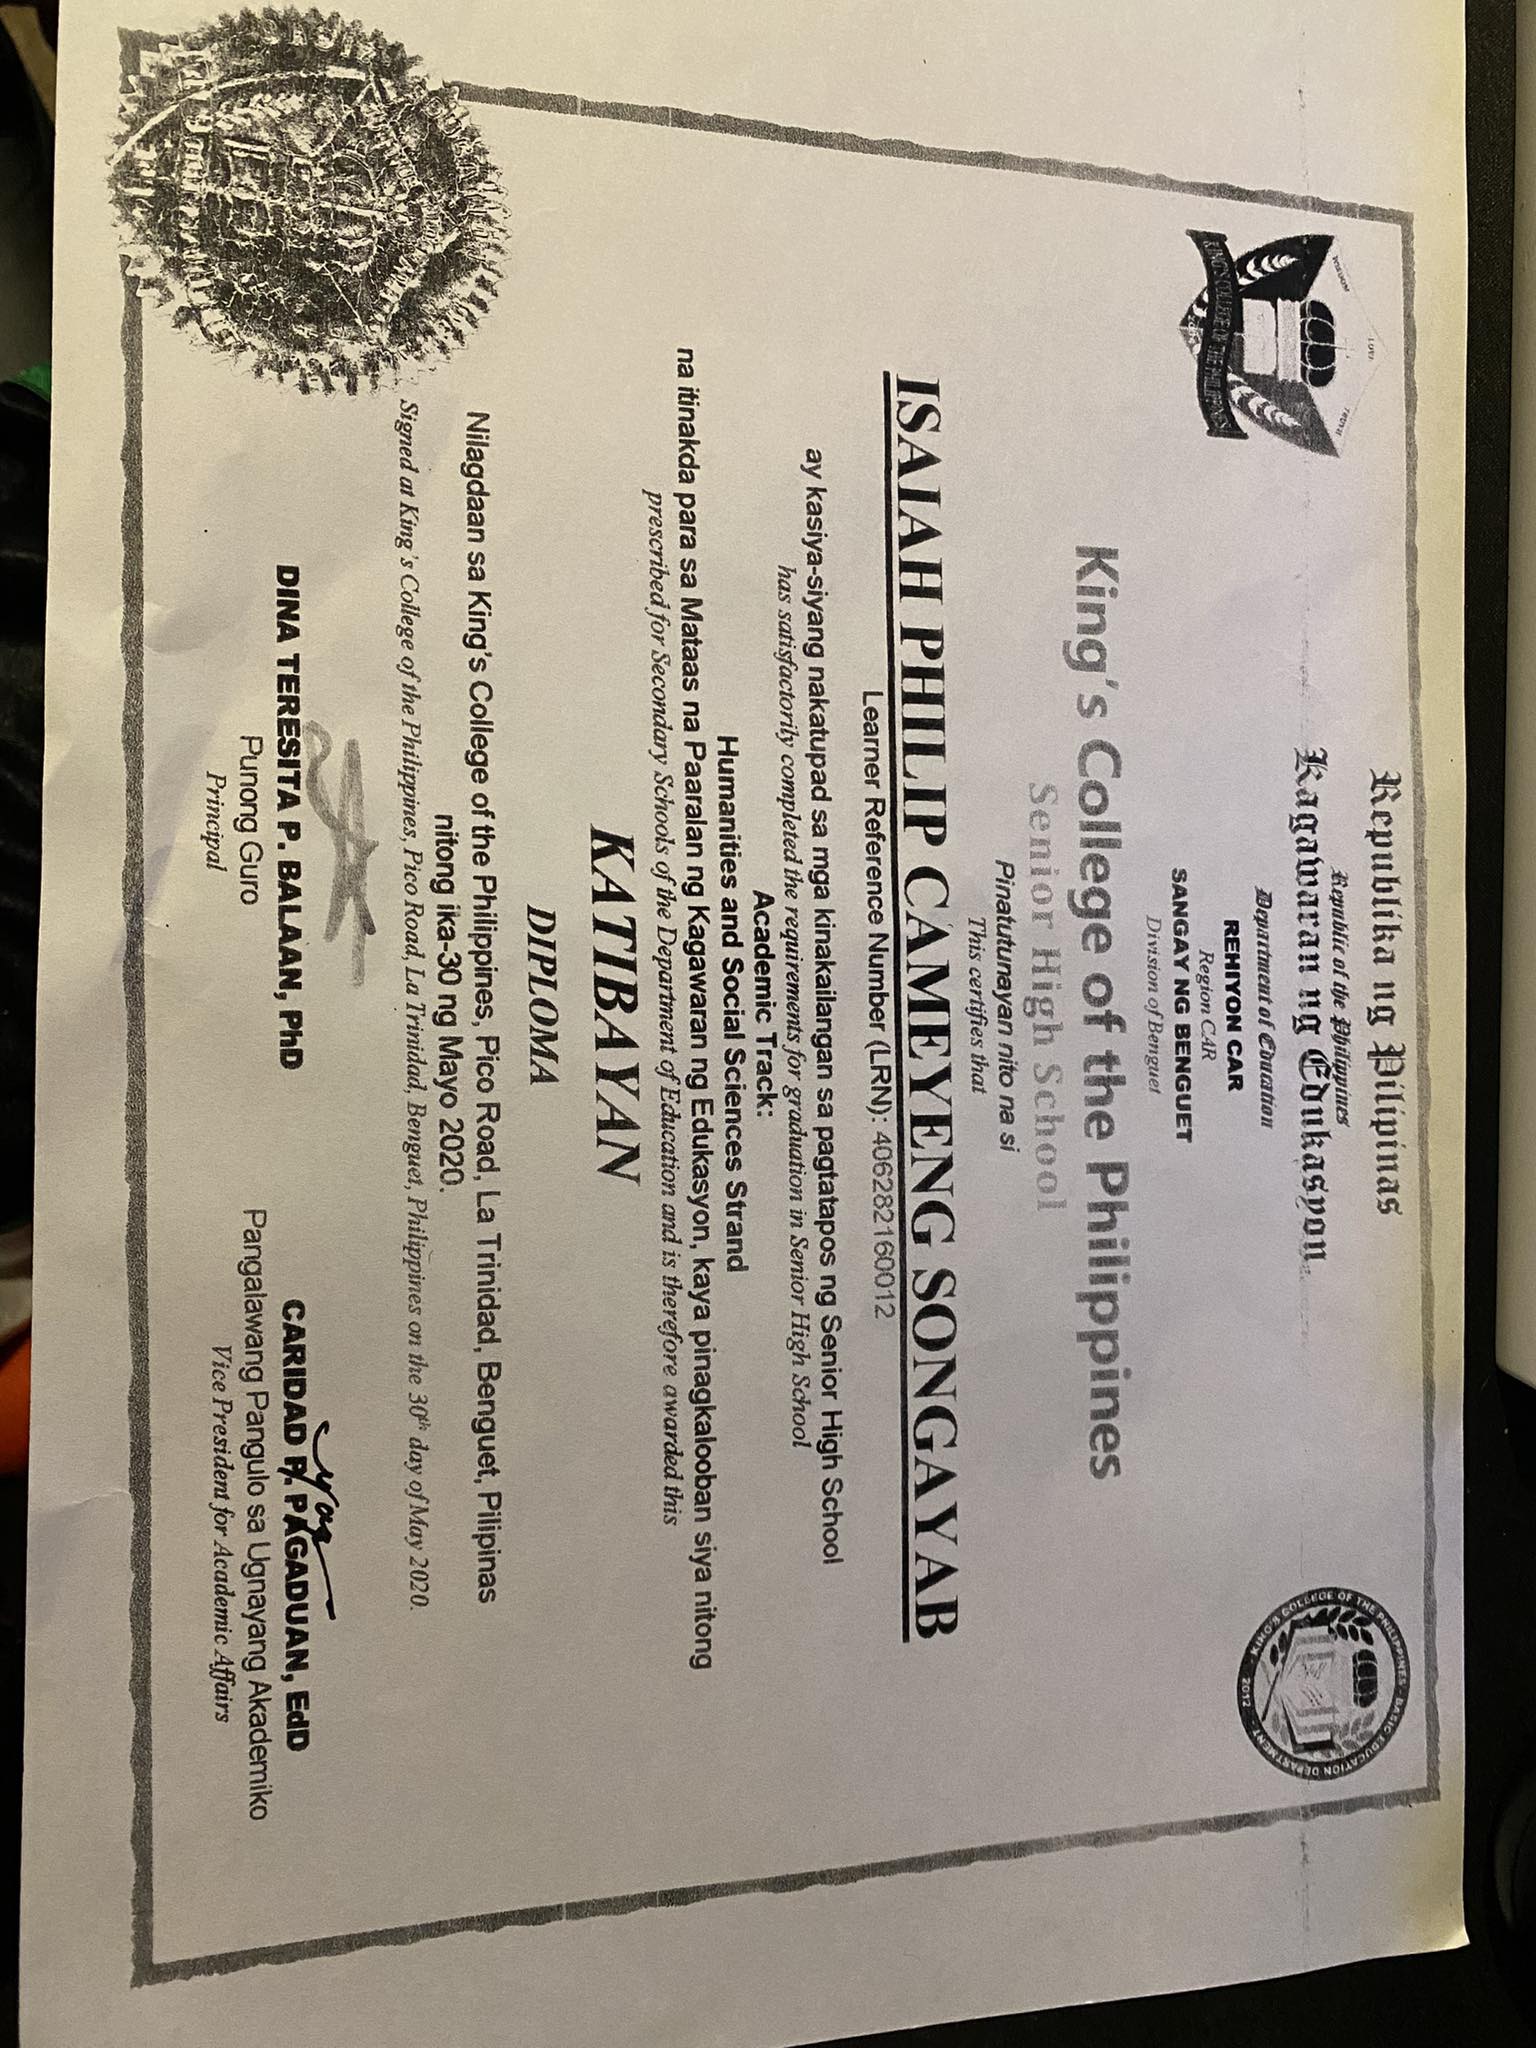 Republika ng Pilipinas
Republic of the Philippines
Kagawaran ng Edukasyon
Department of Education
REHIYON CAR
Region CAR
SANGAY NG BENGUET
Division of Benguet
King's College of the Philippines
Senior High School
Pinatutunayan nito na si
This certifies that
ISAIAH PHILIP CAMEYENG SONGAYAB
Learner Reference Number (LRN): 406282160012
ay kasiya-siyang nakatupad sa mga kinakailangan sa pagtatapos ng Senior High School
has satisfactorily completed the requirements for graduation in Senior High School
Academic Track:
Humanities and Social Sciences Strand
na itinakda para sa Mataas na Paaralan ng Kagawaran ng Edukasyon, kaya pinagkalooban siya nitong
prescribed for Secondary Schools of the Department of Education and is therefore awarded this
KATIBAYAN
DIPLOMA
Nilagdaan sa King's College of the Philippines, Pico Road, La Trinidad, Benguet, Pilipinas
nitong ika-30 ng Mayo 2020.
Signed at King's College of the Philippines, Pico Road, La Trinidad, Benguet, Philippines on the 30th day of May 2020.
DINA TERESITA P. BALAAN, PhD
Punong Guro
Principal
CARIDAD P. PAGADUAN, EdD
Pangalawang Pangulo sa Ugnayang Akademiko
Vice President for Academic Affairs
KING'S COLLEGE OF THE PHILIPPINES
KING'S COLLEGE OF THE PHILIPPINES - BASIC EDUCATION DEPARTMENT
2012